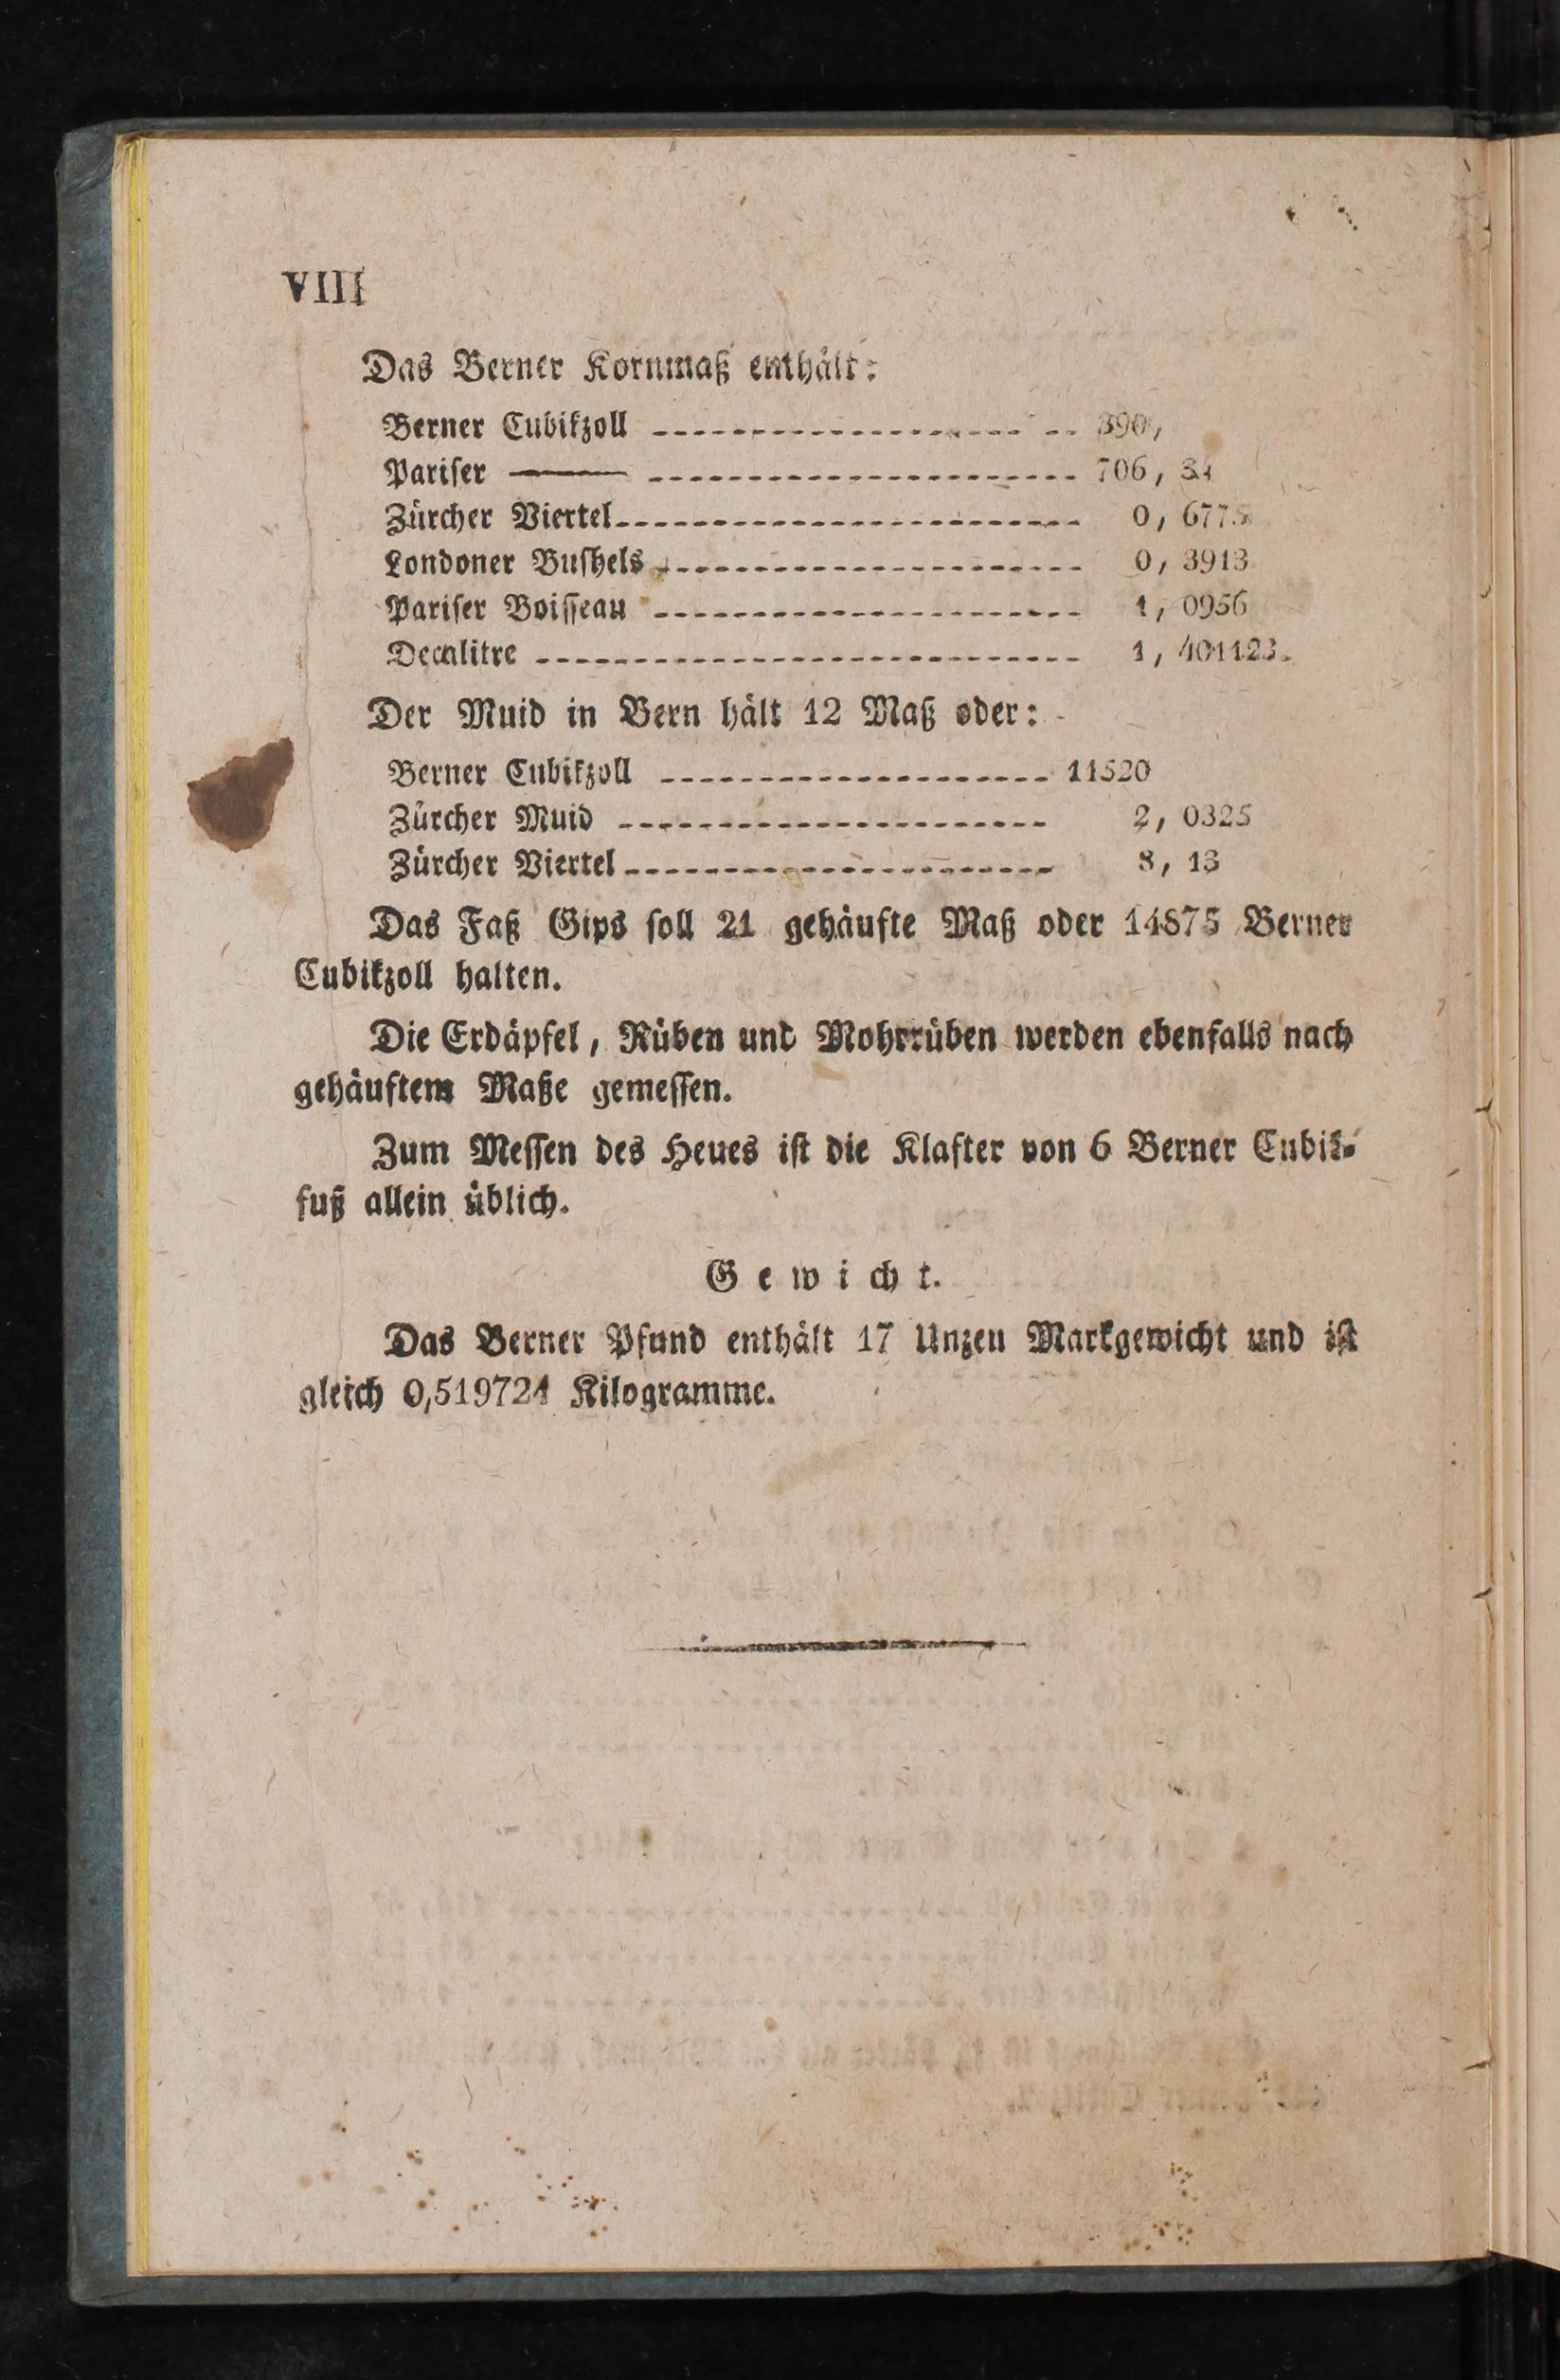 VIII
Das Berner Kornmaß enthält:
Berner Cubikzoll -------------------- 390,
Pariser ——— ---------------------- 706, 34
Zürcher Viertel------------------------ 0, 6775
Londoner Bushels ---------------------- 0, 3913
Pariser Boisseau ---------------------- 1, 0956
Decalitre ---------------------------- 1, 401123.
Der Muid in Bern hält 12 Maß oder:
Berner Cubikzoll -------------------- 11520
Zürcher Muid ---------------------- 2, 0325
Zürcher Viertel---------------------- 8, 13
Das Faß Gips soll 21 gehäufte Maß oder 14875 Berner
Cubikzoll halten.
Die Erdäpfel, Rüben und Mohrrüben werden ebenfalls nach
gehäuftem Maße gemessen.
Zum Messen des Heues ist die Klafter von 6 Berner Cubik-
fuß allein üblich.
Gewicht.
Das Berner Pfund enthält 17 Unzen Markgewicht und ist
gleich 0,519724 Kilogramme.